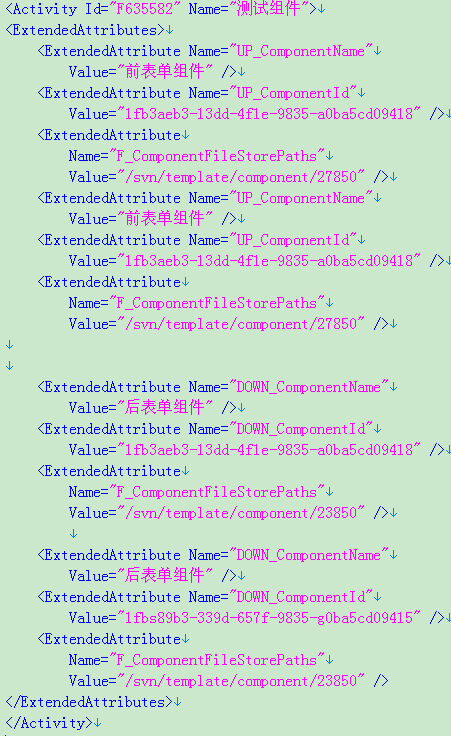 <Activity Id="F635582" Name="测试组件">↓
<ExtendedAttributes>↓
    <ExtendedAttribute Name="UP_ComponentName"↓
        Value="前表单组件" />↓
    <ExtendedAttribute Name="UP_ComponentId"↓
        Value="1fb3aeb3-13dd-4f1e-9835-a0ba5cd09418" />↓
    <ExtendedAttribute↓
        Name="F_ComponentFileStorePaths"↓
        Value="/svn/template/component/27850" />↓
    <ExtendedAttribute Name="UP_ComponentName"↓
        Value="前表单组件" />↓
    <ExtendedAttribute Name="UP_ComponentId"↓
        Value="1fb3aeb3-13dd-4f1e-9835-a0ba5cd09418" />↓
    <ExtendedAttribute↓
        Name="F_ComponentFileStorePaths"↓
        Value="/svn/template/component/27850" />↓
↓
↓
    <ExtendedAttribute Name="DOWN_ComponentName"↓
        Value="后表单组件" />↓
    <ExtendedAttribute Name="DOWN_ComponentId"↓
        Value="1fb3aeb3-13dd-4f1e-9835-a0ba5cd09418" />↓
    <ExtendedAttribute↓
        Name="F_ComponentFileStorePaths"↓
        Value="/svn/template/component/23850" />↓
        ↓
    <ExtendedAttribute Name="DOWN_ComponentName"↓
        Value="后表单组件" />↓
    <ExtendedAttribute Name="DOWN_ComponentId"↓
        Value="1fbs89b3-339d-657f-9835-g0ba5cd09415" />↓
    <ExtendedAttribute↓
        Name="F_ComponentFileStorePaths"↓
        Value="/svn/template/component/23850" />
</ExtendedAttributes>↓
</Activity>↓